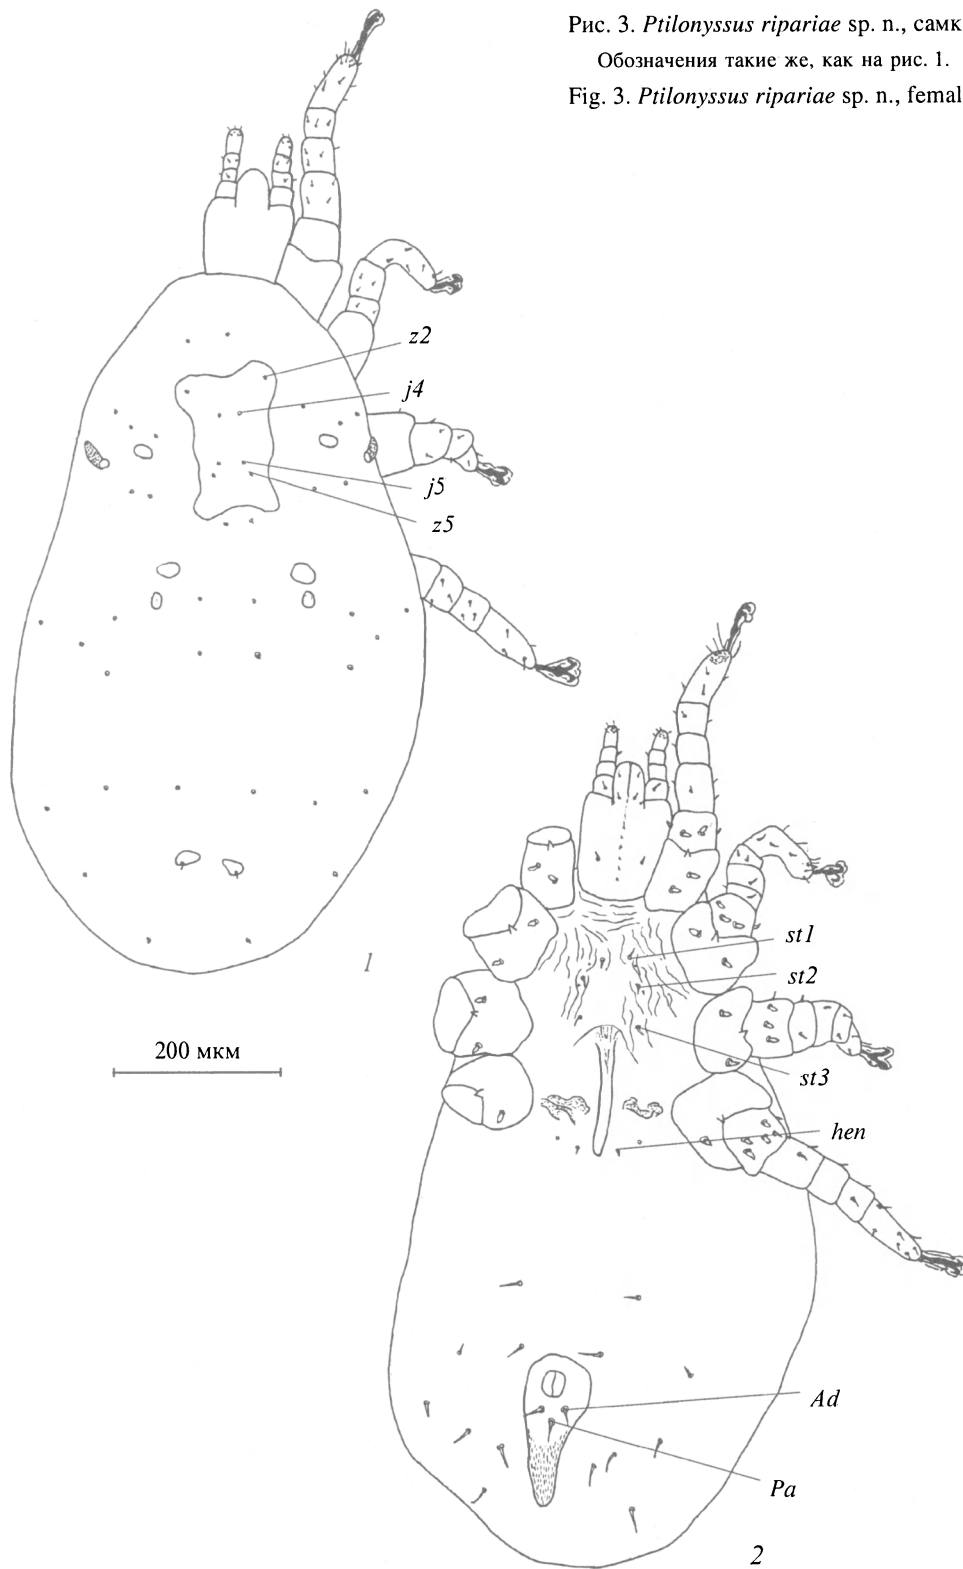 Рис. 3. Ptilonyssus ripariae sp. n., самк
Обозначения такие же, как на рис. 1.
Fig. 3. Ptilonyssus ripariae sp. n., femal
z2
j4
j5
z5
1
200 мкм
st1
st2
st3
hen
Ad
Pa
2